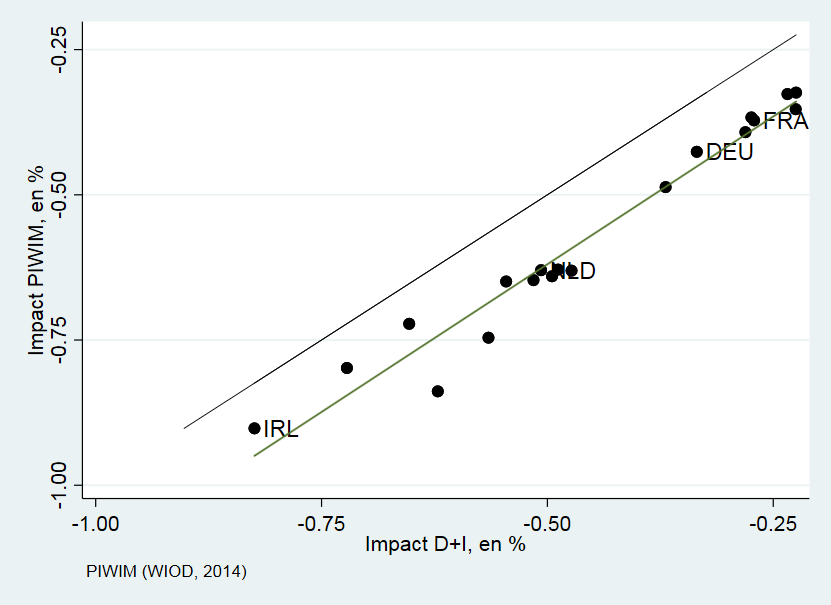 -0.25
-0.50
-0.75
-1.00
Impact PIWIM, en %
FRA
DEU
NLD
IRL
-1.00 -0.75 -0.50 -0.25
Impact D+I, en %
PIWIM (WIOD, 2014)